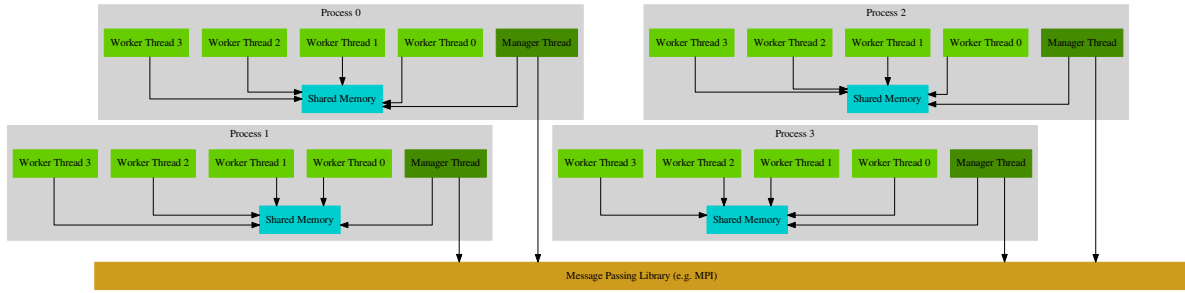 Process 0
Worker Thread 3
Worker Thread 2
Worker Thread 1
Worker Thread 0
Manager Thread
Shared Memory
Process 2
Worker Thread 3
Worker Thread 2
Worker Thread 1
Worker Thread 0
Manager Thread
Shared Memory
Process 1
Worker Thread 3
Worker Thread 2
Worker Thread 1
Worker Thread 0
Manager Thread
Shared Memory
Process 3
Worker Thread 3
Worker Thread 2
Worker Thread 1
Worker Thread 0
Manager Thread
Shared Memory
Message Passing Library (e.g. MPI)